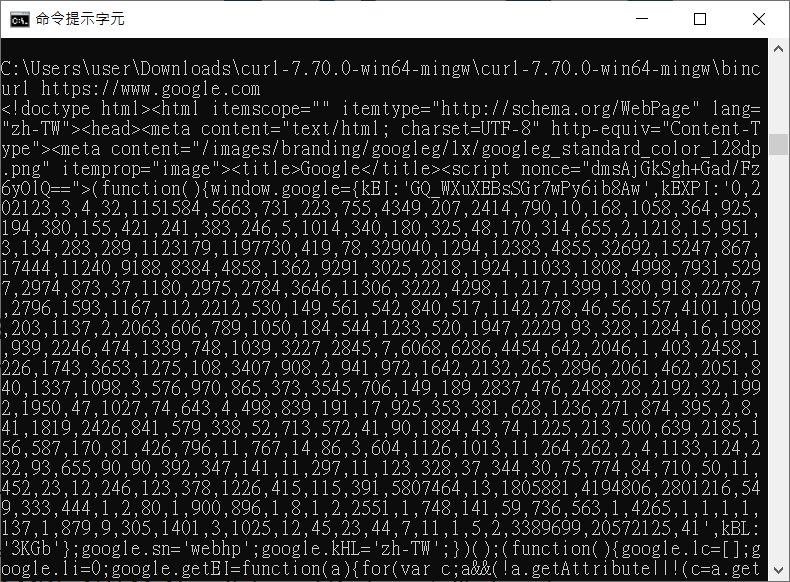 命令提示字元
C:\Users\user\Downloads\curl-7.70.0-win64-mingw\curl-7.70.0-win64-mingw\bin>c
url https://www.google.com
<!doctype html><html itemscope="" itemtype="http://schema.org/WebPage" lang=
"zh-TW"><head><meta content="text/html; charset=UTF-8" http-equiv="Content-T
ype"><meta content="/images/branding/googleg/1x/googleg_standard_color_128dp
.png" itemprop="image"><title>Google</title><script nonce="dmsAjGkSgh+Gad/Fz
6yOlQ==">(function(){window.google={kEI:'GQ_WXuXEBsSGr7wPy6ib8Aw',kEXPI:'0,2
202123,3,4,32,1151584,5663,731,223,755,4349,207,2414,790,10,168,1058,364,925,
194,380,155,421,241,383,246,5,1014,340,180,325,48,170,314,655,2,1218,15,951,
3,134,283,289,1123179,1197730,419,78,329040,1294,12383,4855,32692,15247,867,
17444,11240,9188,8384,4858,1362,9291,3025,2818,1924,11033,1808,4998,7931,529
7,2974,873,37,1180,2975,2784,3646,11306,3222,4298,1,217,1399,1380,918,2278,7
,2796,1593,1167,112,2212,530,149,561,542,840,517,1142,278,46,56,157,4101,109
,203,1137,2,2063,606,789,1050,184,544,1233,520,1947,2229,93,328,1284,16,1988
,939,2246,474,1339,748,1039,3227,2845,7,6068,6286,4454,642,2046,1,403,2458,1
226,1743,3653,1275,108,3407,908,2,941,972,1642,2132,265,2896,2061,462,2051,8
40,1337,1098,3,576,970,865,373,3545,706,149,189,2837,476,2488,28,2192,32,199
2,1950,47,1027,74,643,4,498,839,191,17,925,353,381,628,1236,271,874,395,2,8,
41,1819,2426,841,579,338,52,713,572,41,90,1884,43,74,1225,213,500,639,2185,1
56,587,170,81,426,796,11,767,14,86,3,604,1126,1013,11,264,262,2,4,1133,124,2
232,93,655,90,90,392,347,141,11,297,11,123,328,37,344,30,75,774,84,710,50,11,
452,23,12,246,123,378,1226,415,115,391,5807464,13,1805881,4194806,2801216,54
9,333,444,1,2,80,1,900,896,1,8,1,2,2551,1,748,141,59,736,563,1,4265,1,1,1,1,
137,1,879,9,305,1401,3,1025,12,45,23,44,7,11,1,5,2,3389699,20572125,41',kBL:
'3KGb'};google.sn='webhp';google.kHL='zh-TW';})();(function(){google.lc=[];g
oogle.li=0;google.getEI=function(a){for(var c;a&&(!a.getAttribute||!(c=a.get